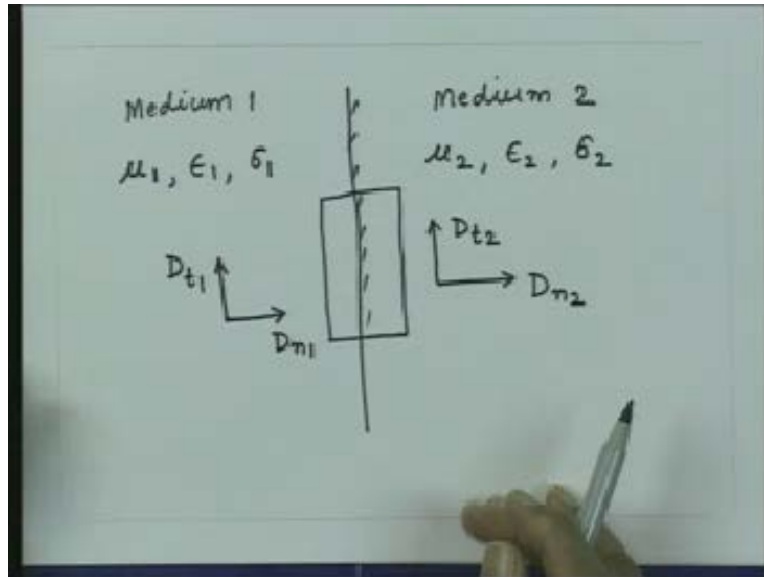 Medium 1
Medium 2
μ₁, ε₁, σ₁
μ₂, ε₂, σ₂
Dt₁
Dn₁
Dt₂
Dn₂